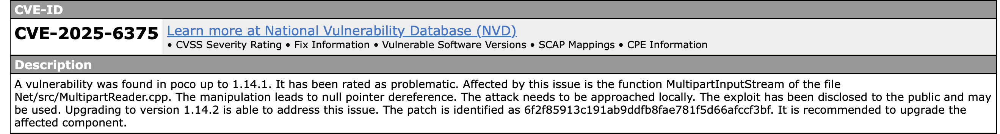 CVE-ID
CVE-2025-6375
Learn more at National Vulnerability Database (NVD)
• CVSS Severity Rating • Fix Information • Vulnerable Software Versions • SCAP Mappings • CPE Information
Description
A vulnerability was found in poco up to 1.14.1. It has been rated as problematic. Affected by this issue is the function MultipartInputStream of the file
Net/src/MultipartReader.cpp. The manipulation leads to null pointer dereference. The attack needs to be approached locally. The exploit has been disclosed to the public and may
be used. Upgrading to version 1.14.2 is able to address this issue. The patch is identified as 6f2f85913c191ab9ddfb8fae781f5d66afccf3bf. It is recommended to upgrade the
affected component.